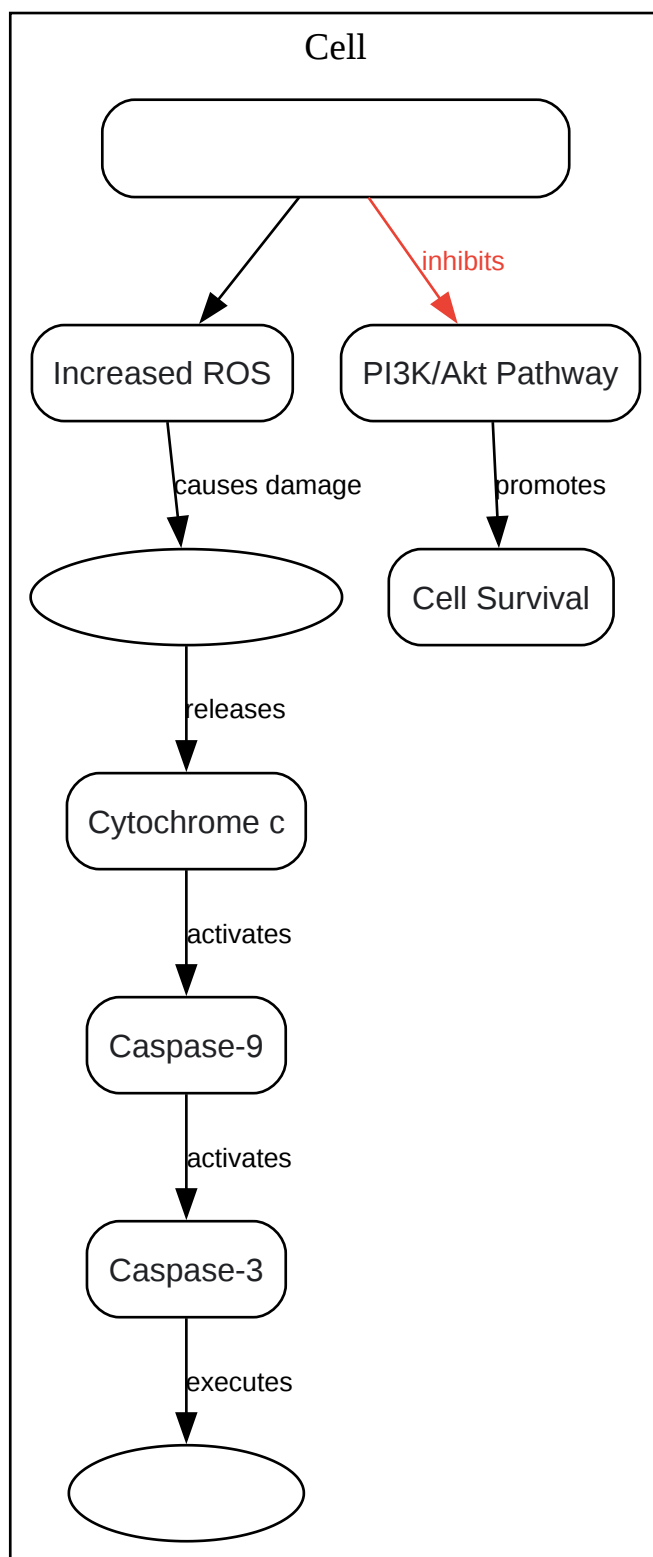 Cell
inhibits
Increased ROS
PI3K/Akt Pathway
causes damage
promotes
Cell Survival
releases
Cytochrome c
activates
Caspase-9
activates
Caspase-3
executes